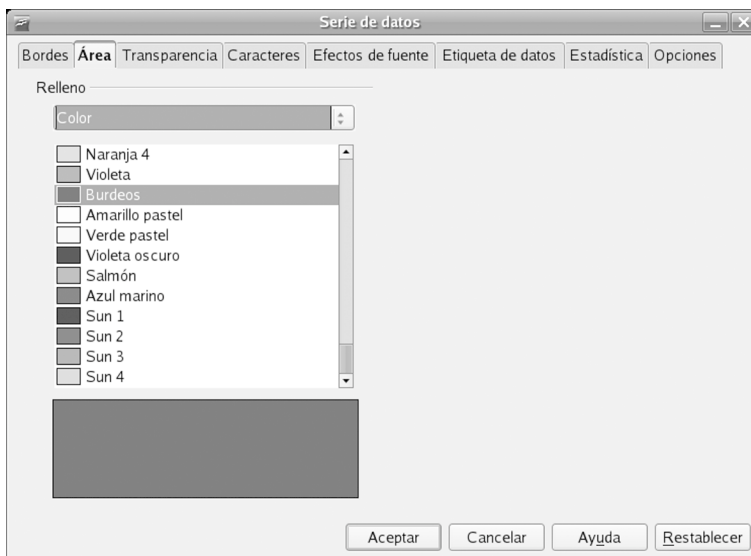 Serie de datos
Bordes Área Transparencia Caracteres Efectos de fuente Etiqueta de datos Estadística Opciones
Relleno
Color
Naranja 4
Violeta
Burdeos
Amarillo pastel
Verde pastel
Violeta oscuro
Salmón
Azul marino
Sun 1
Sun 2
Sun 3
Sun 4
Aceptar Cancelar Ayuda Restablecer